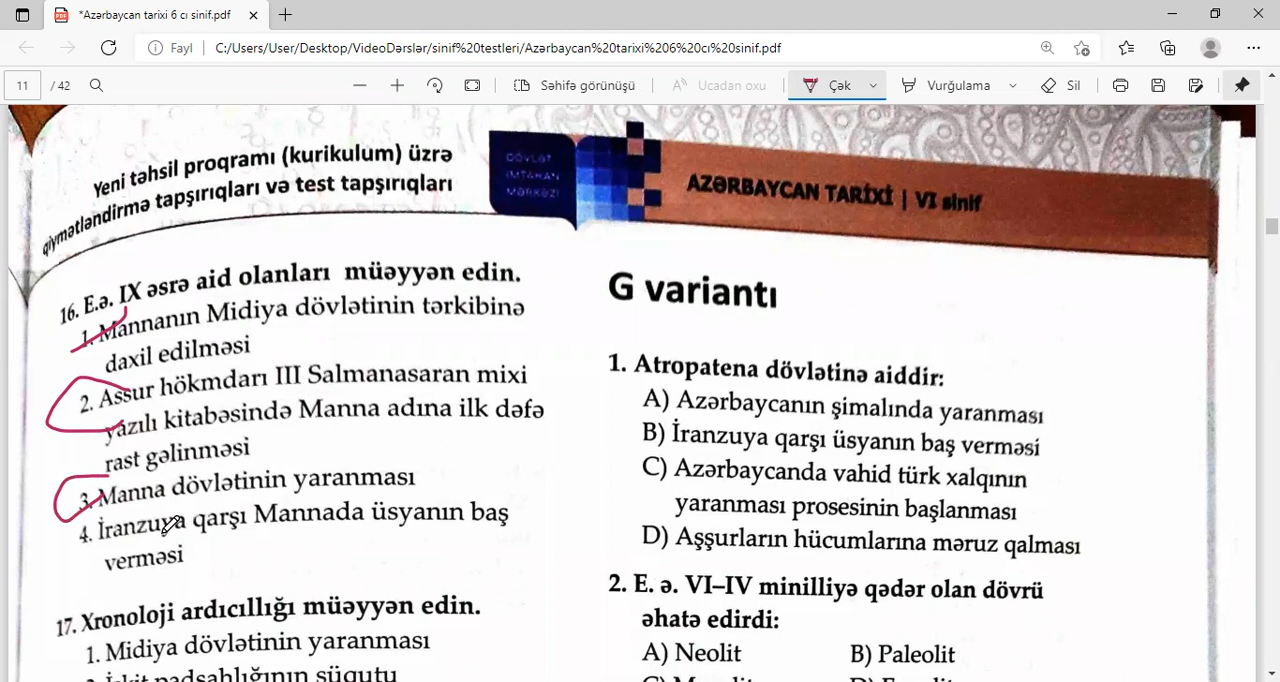 *Azərbaycan tarixi 6 cı sinif.pdf
Fayl
C:/Users/User/Desktop/VideoDərslər/sinif%20testleri/Azərbaycan%20tarixi%206%20cı%20sinif.pdf
11 / 42
Səhifə görünüşü
Ucadan oxu
Çək
Vurğulama
Sil
Yeni təhsil proqramı (kurikulum) üzrə
qiymətləndirmə tapşırıqları və test tapşırıqları
DÖVLƏT
İMTAHAN
MƏRKƏZİ
AZƏRBAYCAN TARİXİ | VI sinif
16. E.ə. IX əsrə aid olanları müəyyən edin.
1. Mannanın Midiya dövlətinin tərkibinə
daxil edilməsi
2. Assur hökmdarı III Salmanasaran mixi
yazılı kitabəsində Manna adına ilk dəfə
rast gəlinməsi
3. Manna dövlətinin yaranması
4. İranzuya qarşı Mannada üsyanın baş
verməsi
17. Xronoloji ardıcıllığı müəyyən edin.
1. Midiya dövlətinin yaranması
padşahlığının süqutu
G variantı
1. Atropatena dövlətinə aiddir:
A) Azərbaycanın şimalında yaranması
B) İranzuya qarşı üsyanın baş verməsi
C) Azərbaycanda vahid türk xalqının
yaranması prosesinin başlanması
D) Aşşurların hücumlarına məruz qalması
2. E. ə. VI–IV minilliyə qədər olan dövrü
əhatə edirdi:
A) Neolit B) Paleolit